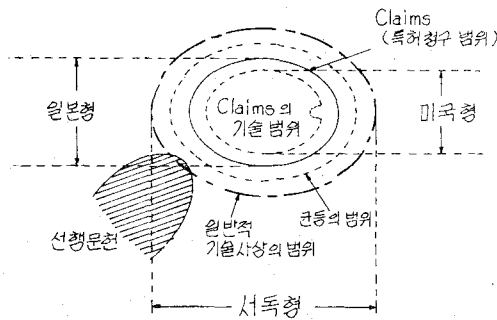 Claims
(특허청구 범위)
일본형
Claims의
기술 범위
미국형
선행문헌
일반적
기술사상의 범위
균등의 범위
서독형